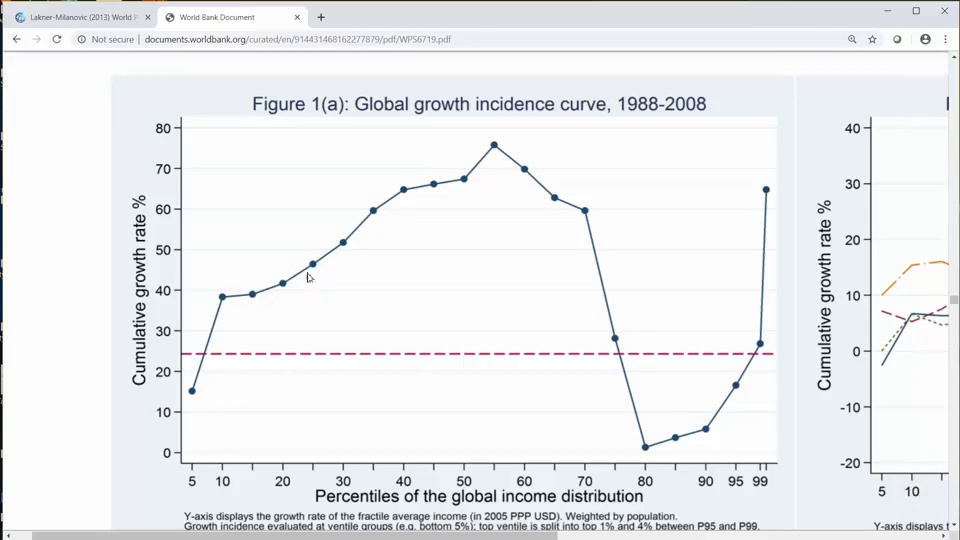 Lakner-Milanovic (2013) World P
World Bank Document
Not secure
documents.worldbank.org/curated/en/914431468162277879/pdf/WPS6719.pdf
Figure 1(a): Global growth incidence curve, 1988-2008
Cumulative growth rate %
80
70
60
50
40
30
20
10
0
5 10 20 30 40 50 60 70 80 90 95 99
Percentiles of the global income distribution
Y-axis displays the growth rate of the fractile average income (in 2005 PPP USD). Weighted by population.
Growth incidence evaluated at ventile groups (e.g. bottom 5%); top ventile is split into top 1% and 4% between P95 and P99.
Cumulative growth rate %
40
30
20
10
0
-10
-20
5 10
Y-axis displays t